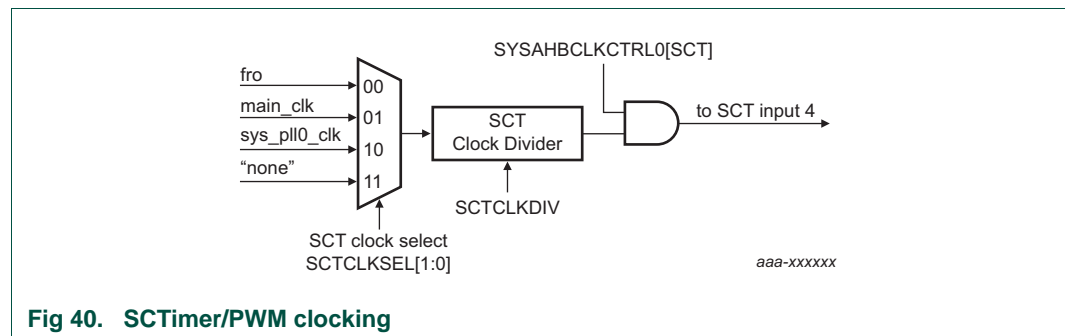 SYSAHBCLKCTRL0[SCT]
fro
main_clk
sys_pll0_clk
“none”
00
01
10
11
SCT
Clock Divider
to SCT input 4
SCTCLKDIV
SCT clock select
SCTCLKSEL[1:0]
aaa-xxxxxx
Fig 40. SCTimer/PWM clocking